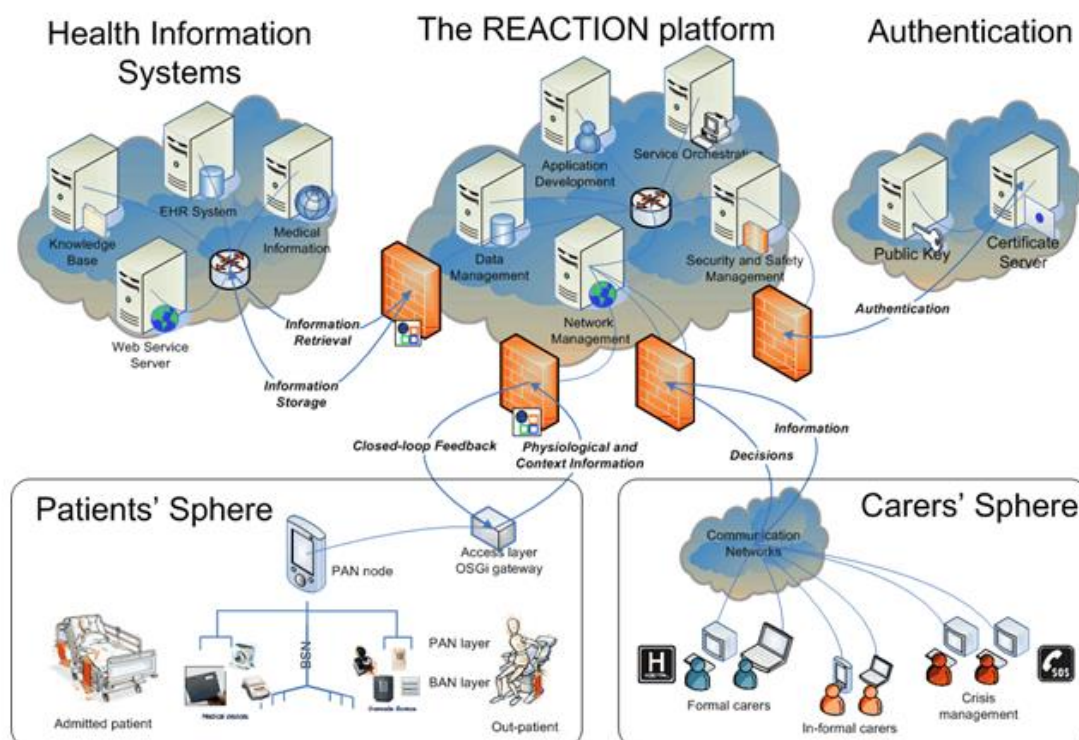 Health Information
Systems
The REACTION platform
Authentication
EHR System
Knowledge
Base
Medical
Information
Web Service
Server
Application
Development
Service Orchestration
Data
Management
Security and Safety
Management
Network
Management
Public Key
Certificate
Server
Information
Retrieval
Information
Storage
Authentication
Closed-loop Feedback
Physiological and
Context Information
Information
Decisions
Patients' Sphere
PAN node
Access layer
OSGi gateway
BSN
PAN layer
BAN layer
Admitted patient
Out-patient
Carers' Sphere
Communication
Networks
H
Formal carers
In-formal carers
Crisis
management
SOS